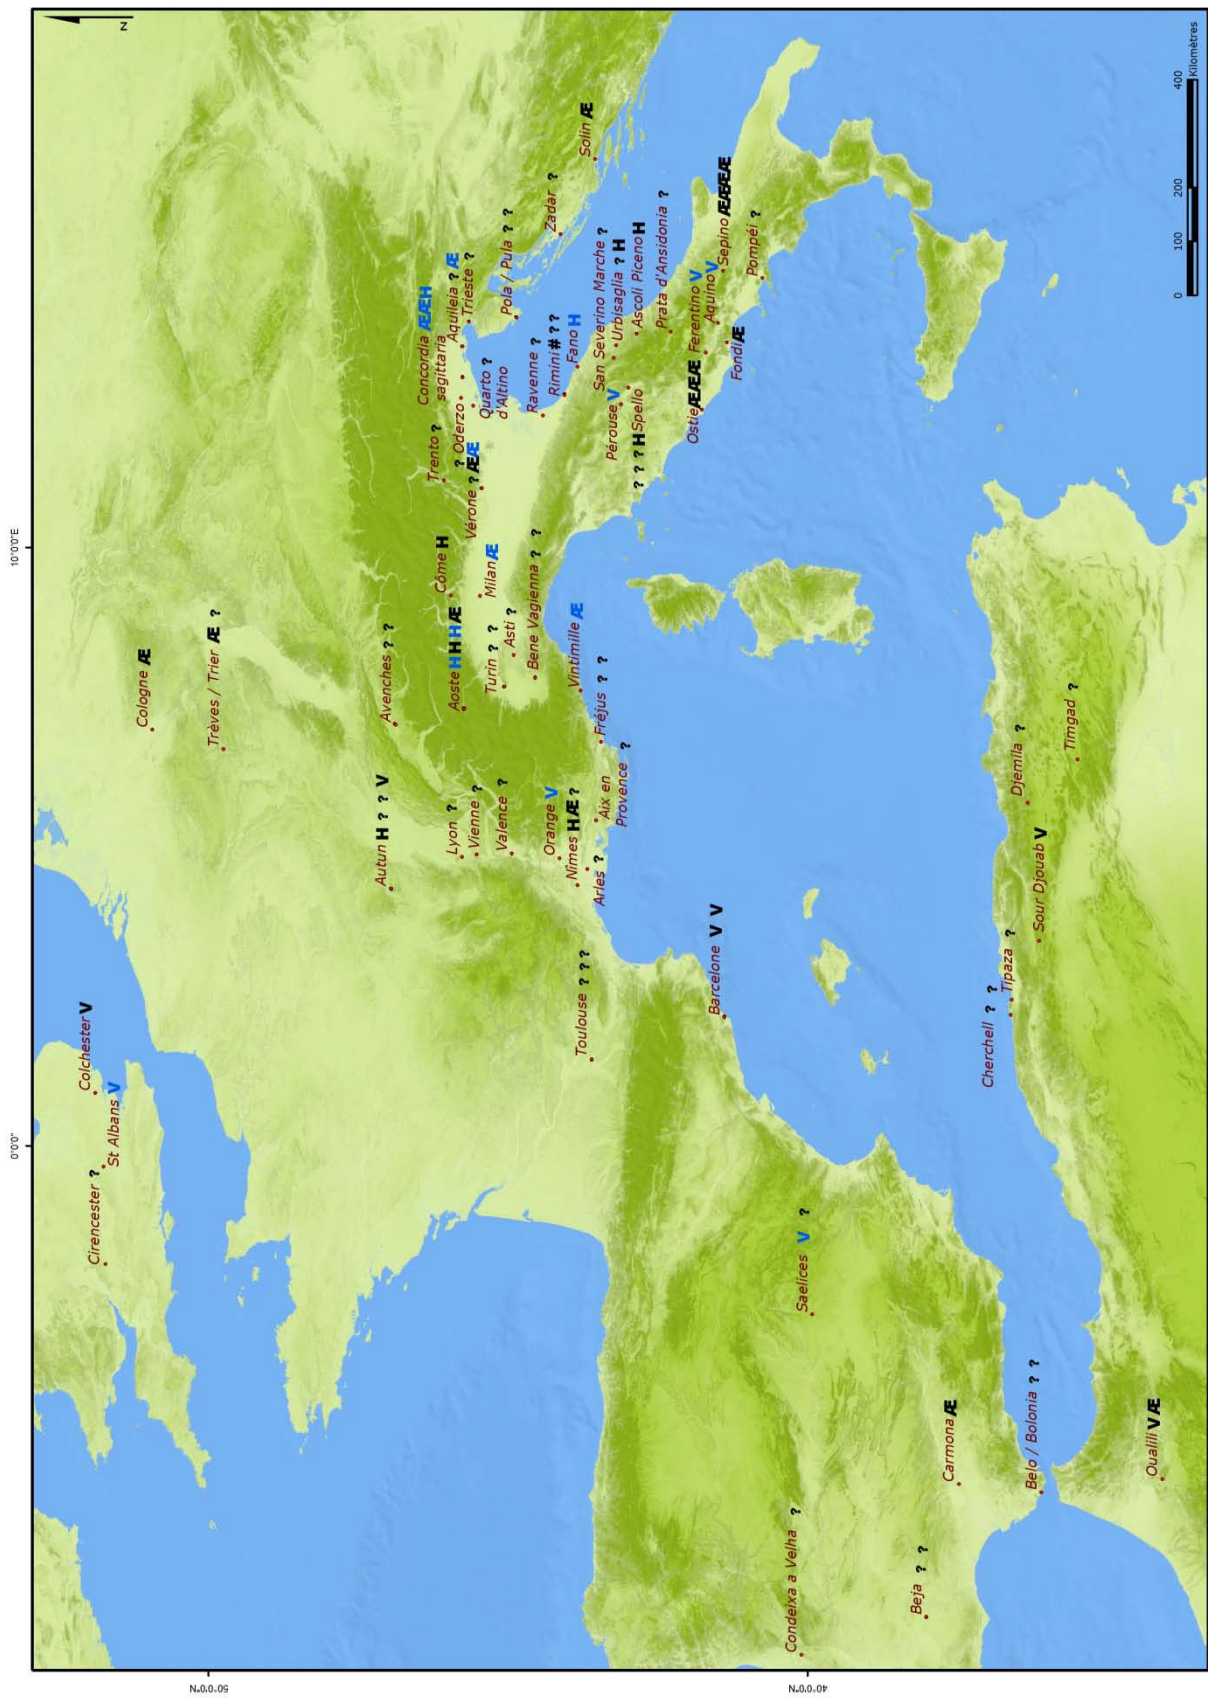 N
50°0'0"N
40°0'0"N
0°0'0"
10°0'0"E
Colchester V
St Albans V
Cirencester ?
Cologne Æ
Trèves / Trier Æ ?
Autun H ? ? V
Avenches ? ?
Lyon ?
Vienne ?
Valence ?
Orange V
Nîmes H Æ ?
Arles ?
Aix en
Provence ?
Fréjus ? ?
Toulouse ? ? ?
Vintimille Æ
Aoste H H H Æ
Turin ? ?
Asti ?
Bene Vagienna ? ?
Côme H
Milan Æ
Trento ?
Vérone ? Æ Æ
Oderzo ?
Concordia Æ Æ H
sagittaria
Quarto ?
d'Altino
Aquileia ? Æ
Trieste ?
Pola / Pula ? ?
Zadar ?
Solin Æ
Ravenne ?
Rimini # ? ?
Fano H
San Severino Marche ?
Urbisaglia ? H
Ascoli Piceno H
Pérouse V
? ? ? H Spello
Prata d'Ansidonia ?
Ostie Æ Æ Æ
Ferentino V
Aquino V
Fondi Æ
Sepino Æ Æ Æ Æ
Pompéi ?
Barcelone V V
Saelices V ?
Condeixa a Velha ?
Beja ? ?
Carmona Æ
Belo / Bolonia ? ?
Oualili V Æ
Cherchell ? ?
Tipaza ?
Sour Djouab V
Djemila ?
Timgad ?
0 100 200 400
Kilomètres